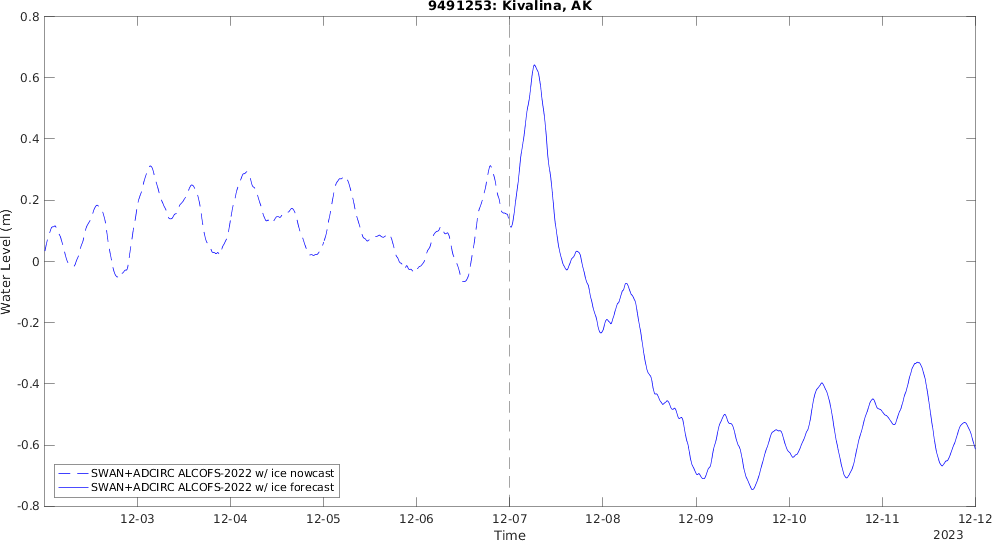 9491253: Kivalina, AK
0.8
0.6
0.4
0.2
0
-0.2
-0.4
-0.6
-0.8
Water Level (m)
SWAN+ADCIRC ALCOFS-2022 w/ ice nowcast
SWAN+ADCIRC ALCOFS-2022 w/ ice forecast
12-03 12-04 12-05 12-06 12-07 12-08 12-09 12-10 12-11 12-12
Time
2023